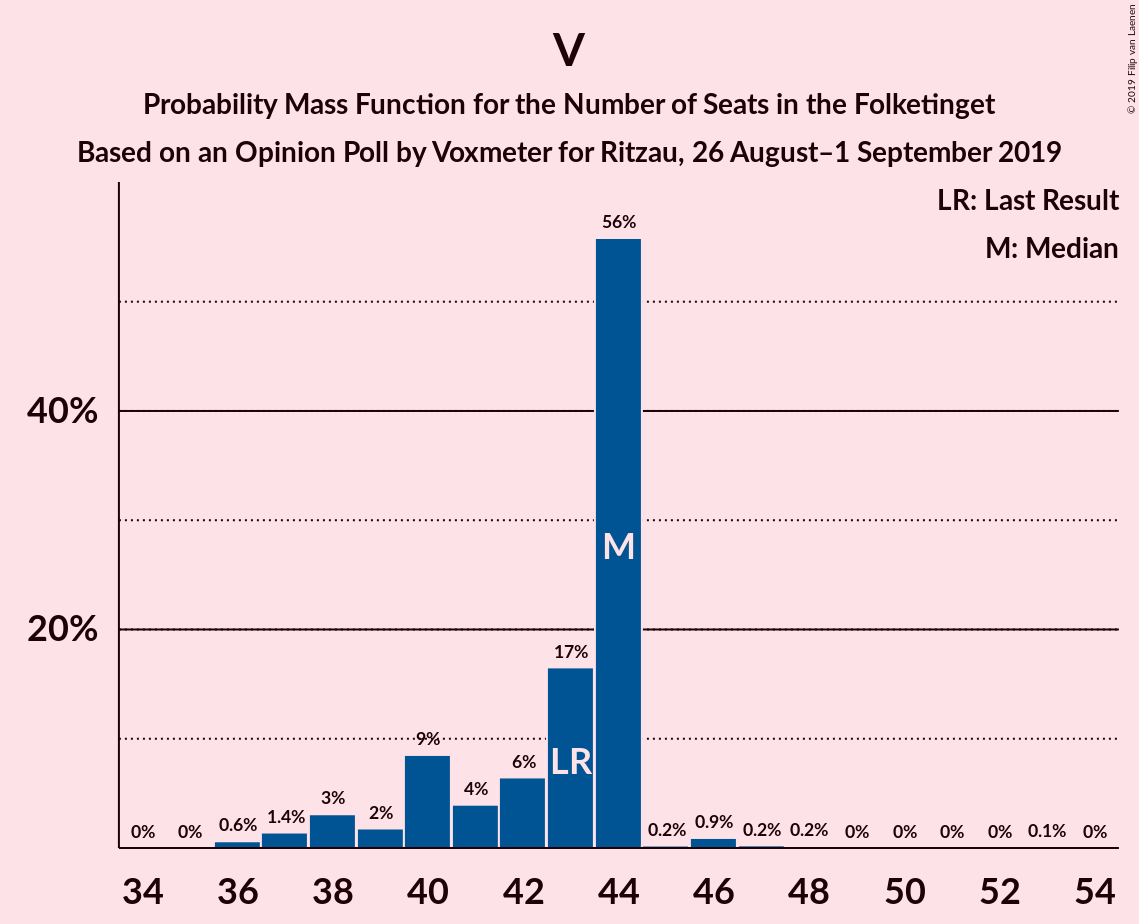 V
Probability Mass Function for the Number of Seats in the Folketinget
Based on an Opinion Poll by Voxmeter for Ritzau, 26 August–1 September 2019
© 2019 Filip van Laenen
LR: Last Result
M: Median
40%
20%
0%
0%
0.6%
1.4%
3%
2%
9%
4%
6%
17%
56%
0.2%
0.9%
0.2%
0.2%
0%
0%
0%
0%
0.1%
0%
LR
M
34 36 38 40 42 44 46 48 50 52 54